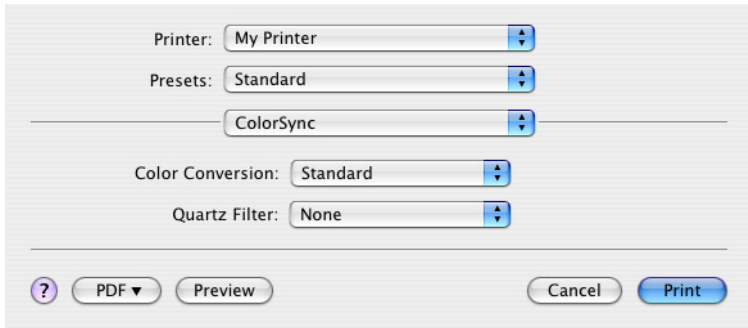 Printer: My Printer
Presets: Standard
ColorSync
Color Conversion: Standard
Quartz Filter: None
? PDF▼ Preview Cancel Print